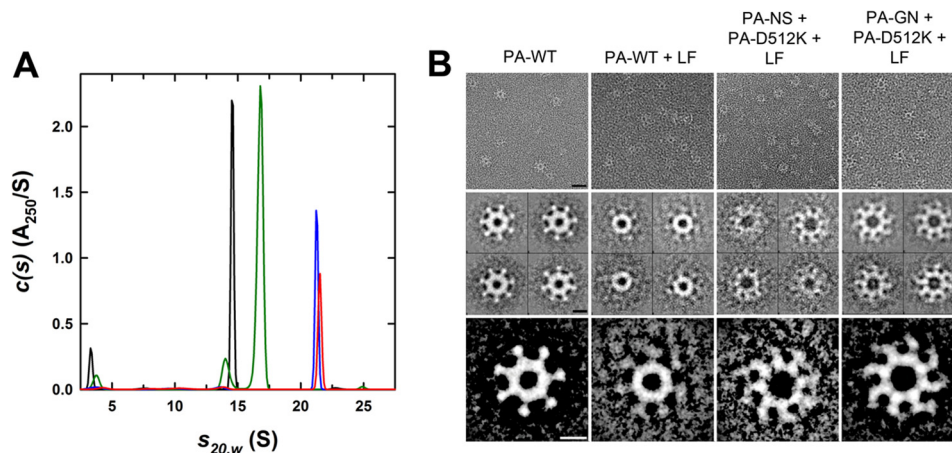 A
c(s) (A250/S)
2.0
1.5
1.0
0.5
0.0
5 10 15 20 25
s20,w (S)
B
PA-WT
PA-WT + LF
PA-NS +
PA-D512K +
LF
PA-GN +
PA-D512K +
LF